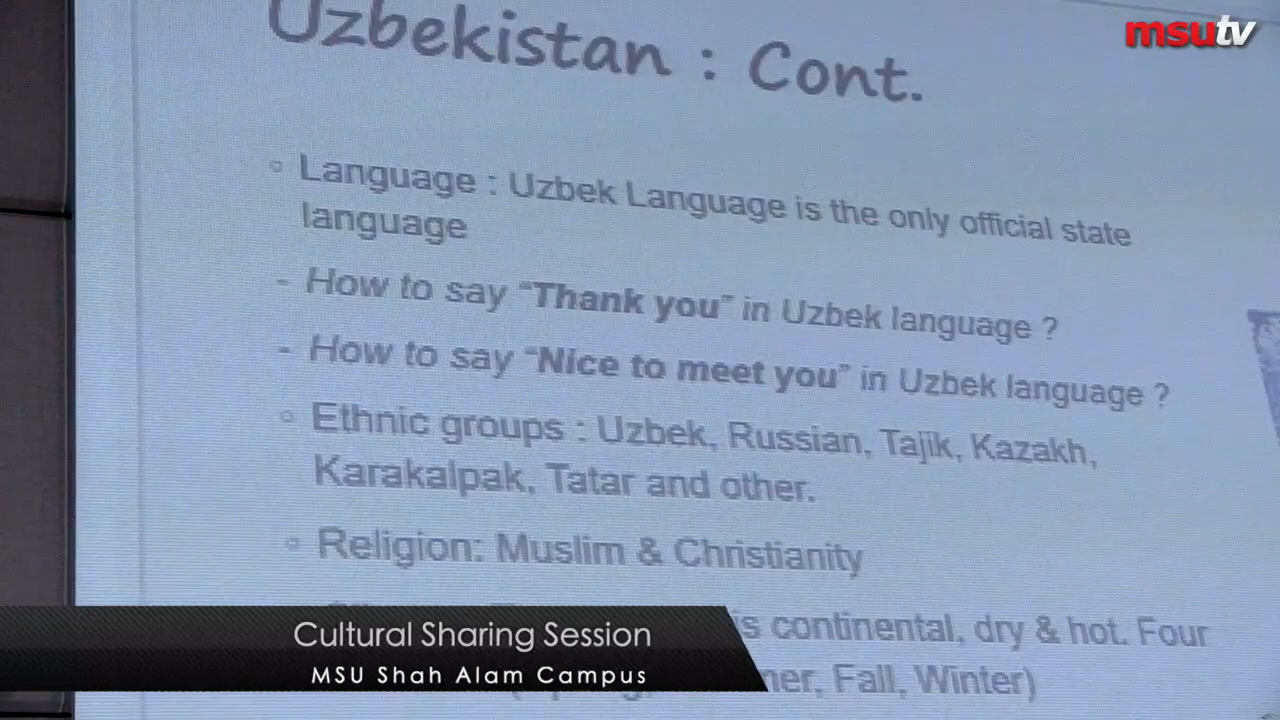 msutv
Uzbekistan : Cont.
Language : Uzbek Language is the only official state
language
- How to say “Thank you” in Uzbek language ?
- How to say “Nice to meet you” in Uzbek language ?
Ethnic groups : Uzbek, Russian, Tajik, Kazakh,
Karakalpak, Tatar and other.
Religion: Muslim & Christianity
is continental, dry & hot. Four
Fall, Winter)
Cultural Sharing Session
MSU Shah Alam Campus